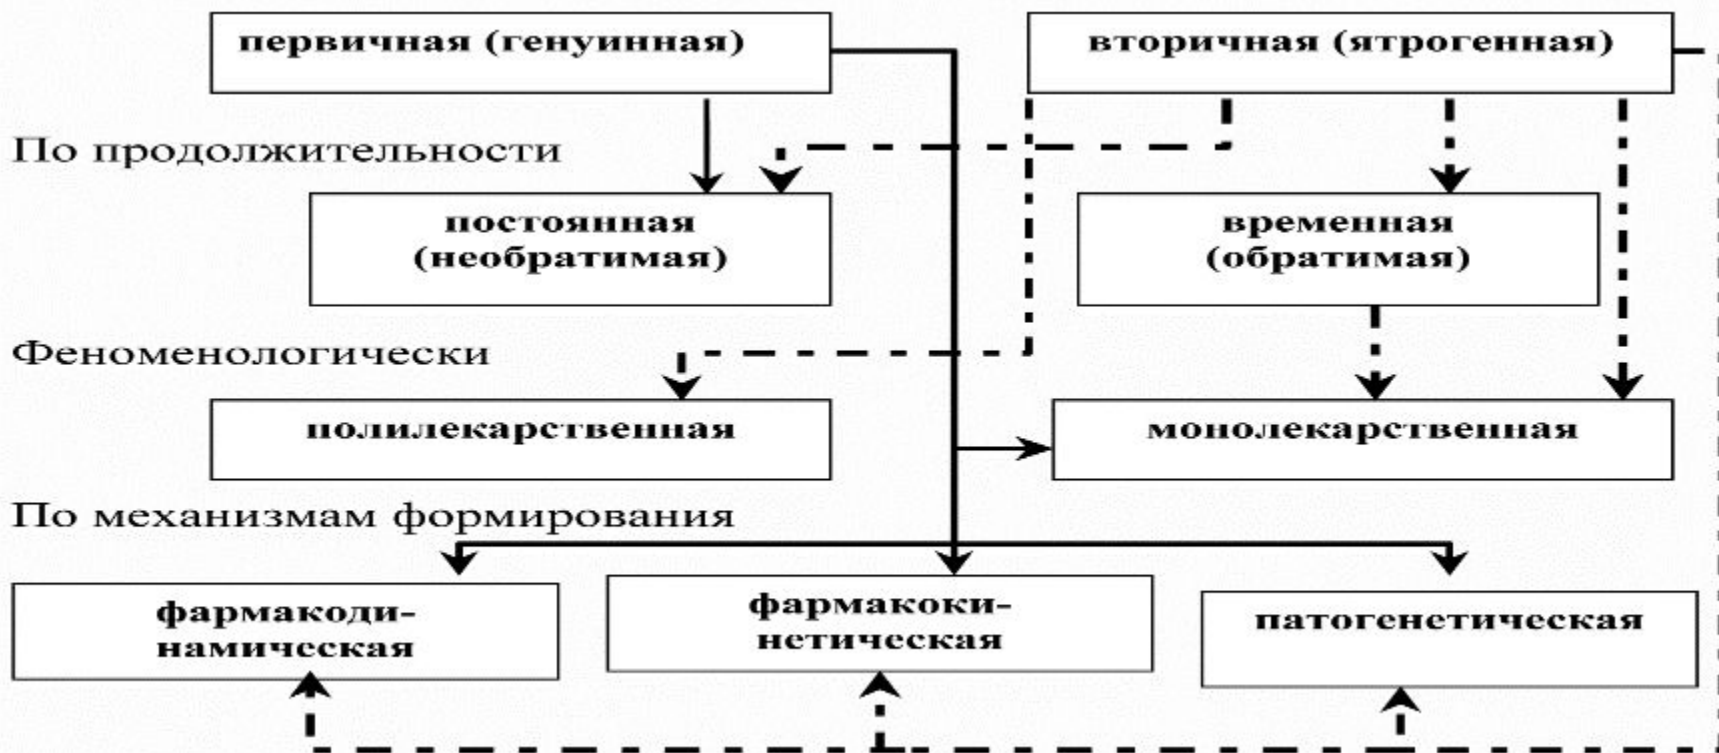 первичная (генуинная)
вторичная (ятрогенная)
По продолжительности
постоянная
(необратимая)
временная
(обратимая)
Феноменологически
полилекарственная
монолекарственная
По механизмам формирования
фармакоди-
намическая
фармакоки-
нетическая
патогенетическая